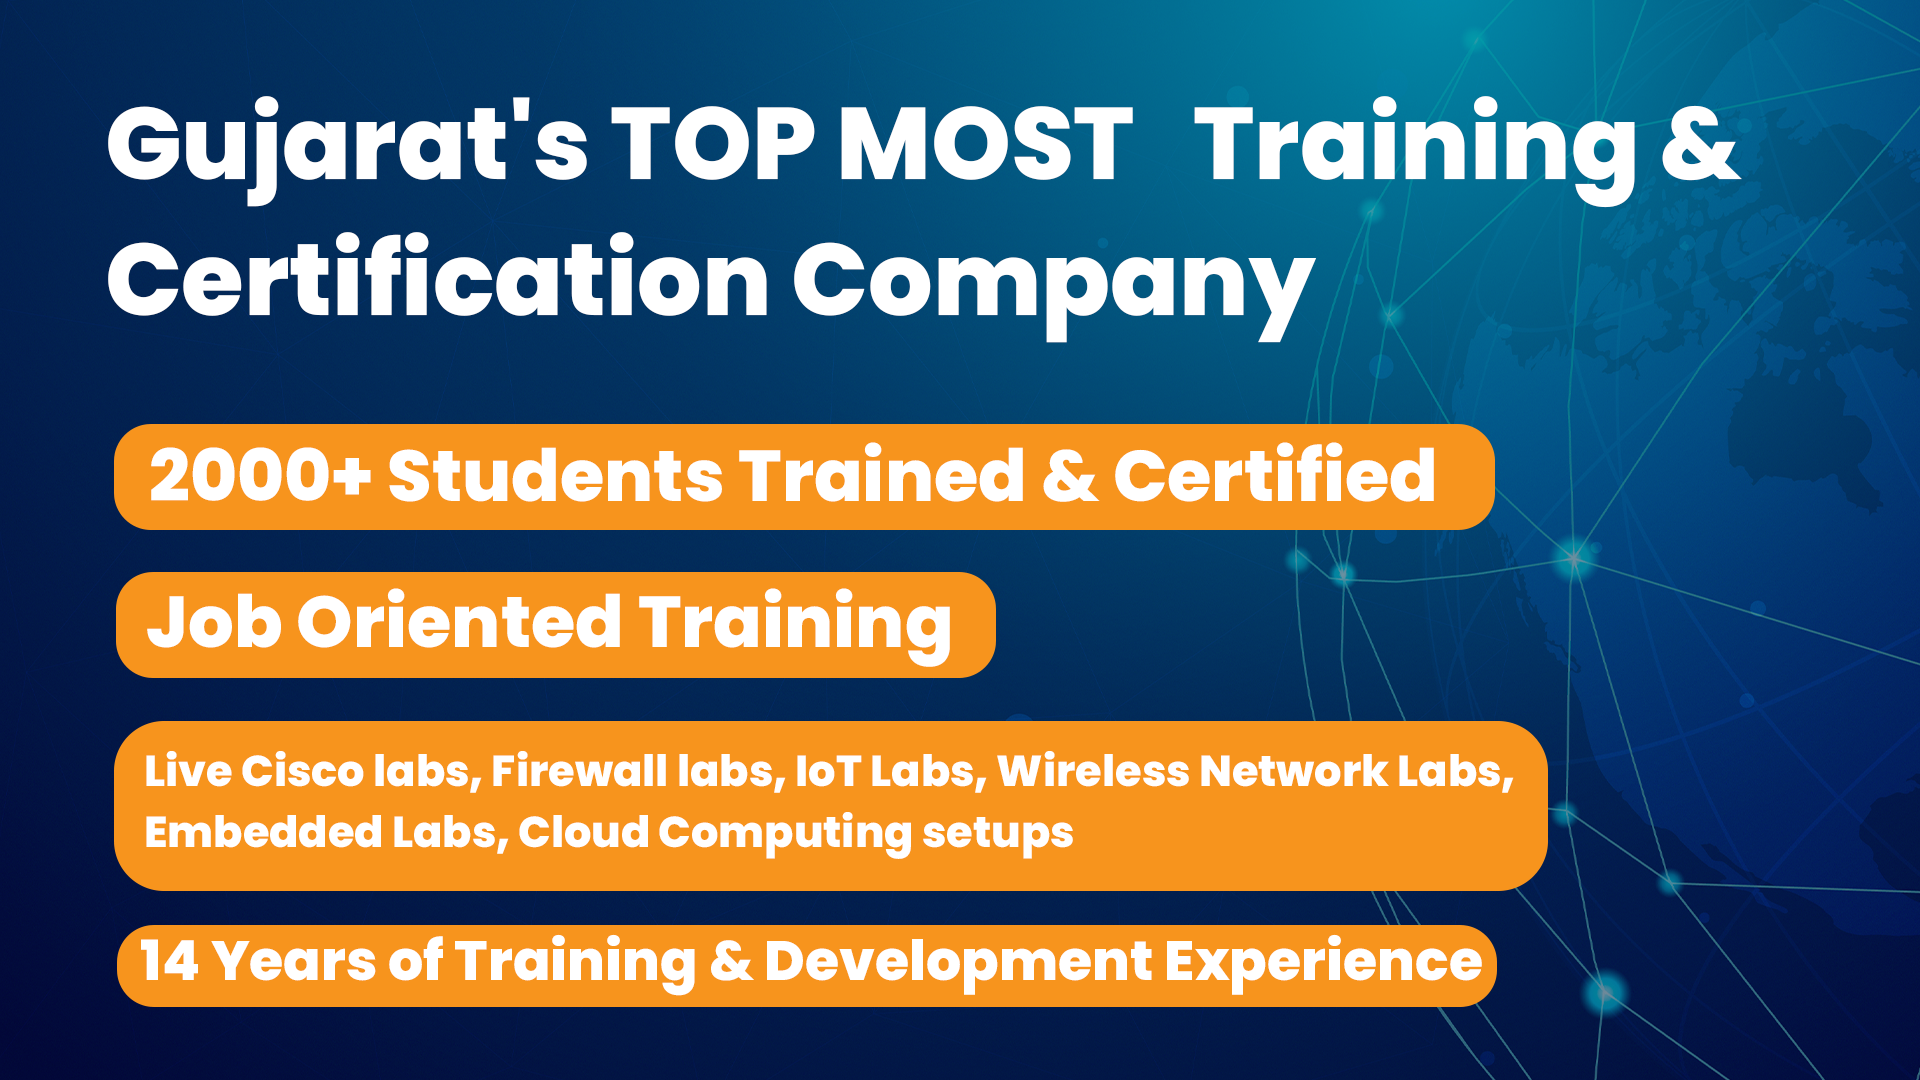 Gujarat's TOP MOST Training &
Certification Company
2000+ Students Trained & Certified
Job Oriented Training
Live Cisco labs, Firewall labs, IoT Labs, Wireless Network Labs,
Embedded Labs, Cloud Computing setups
14 Years of Training & Development Experience